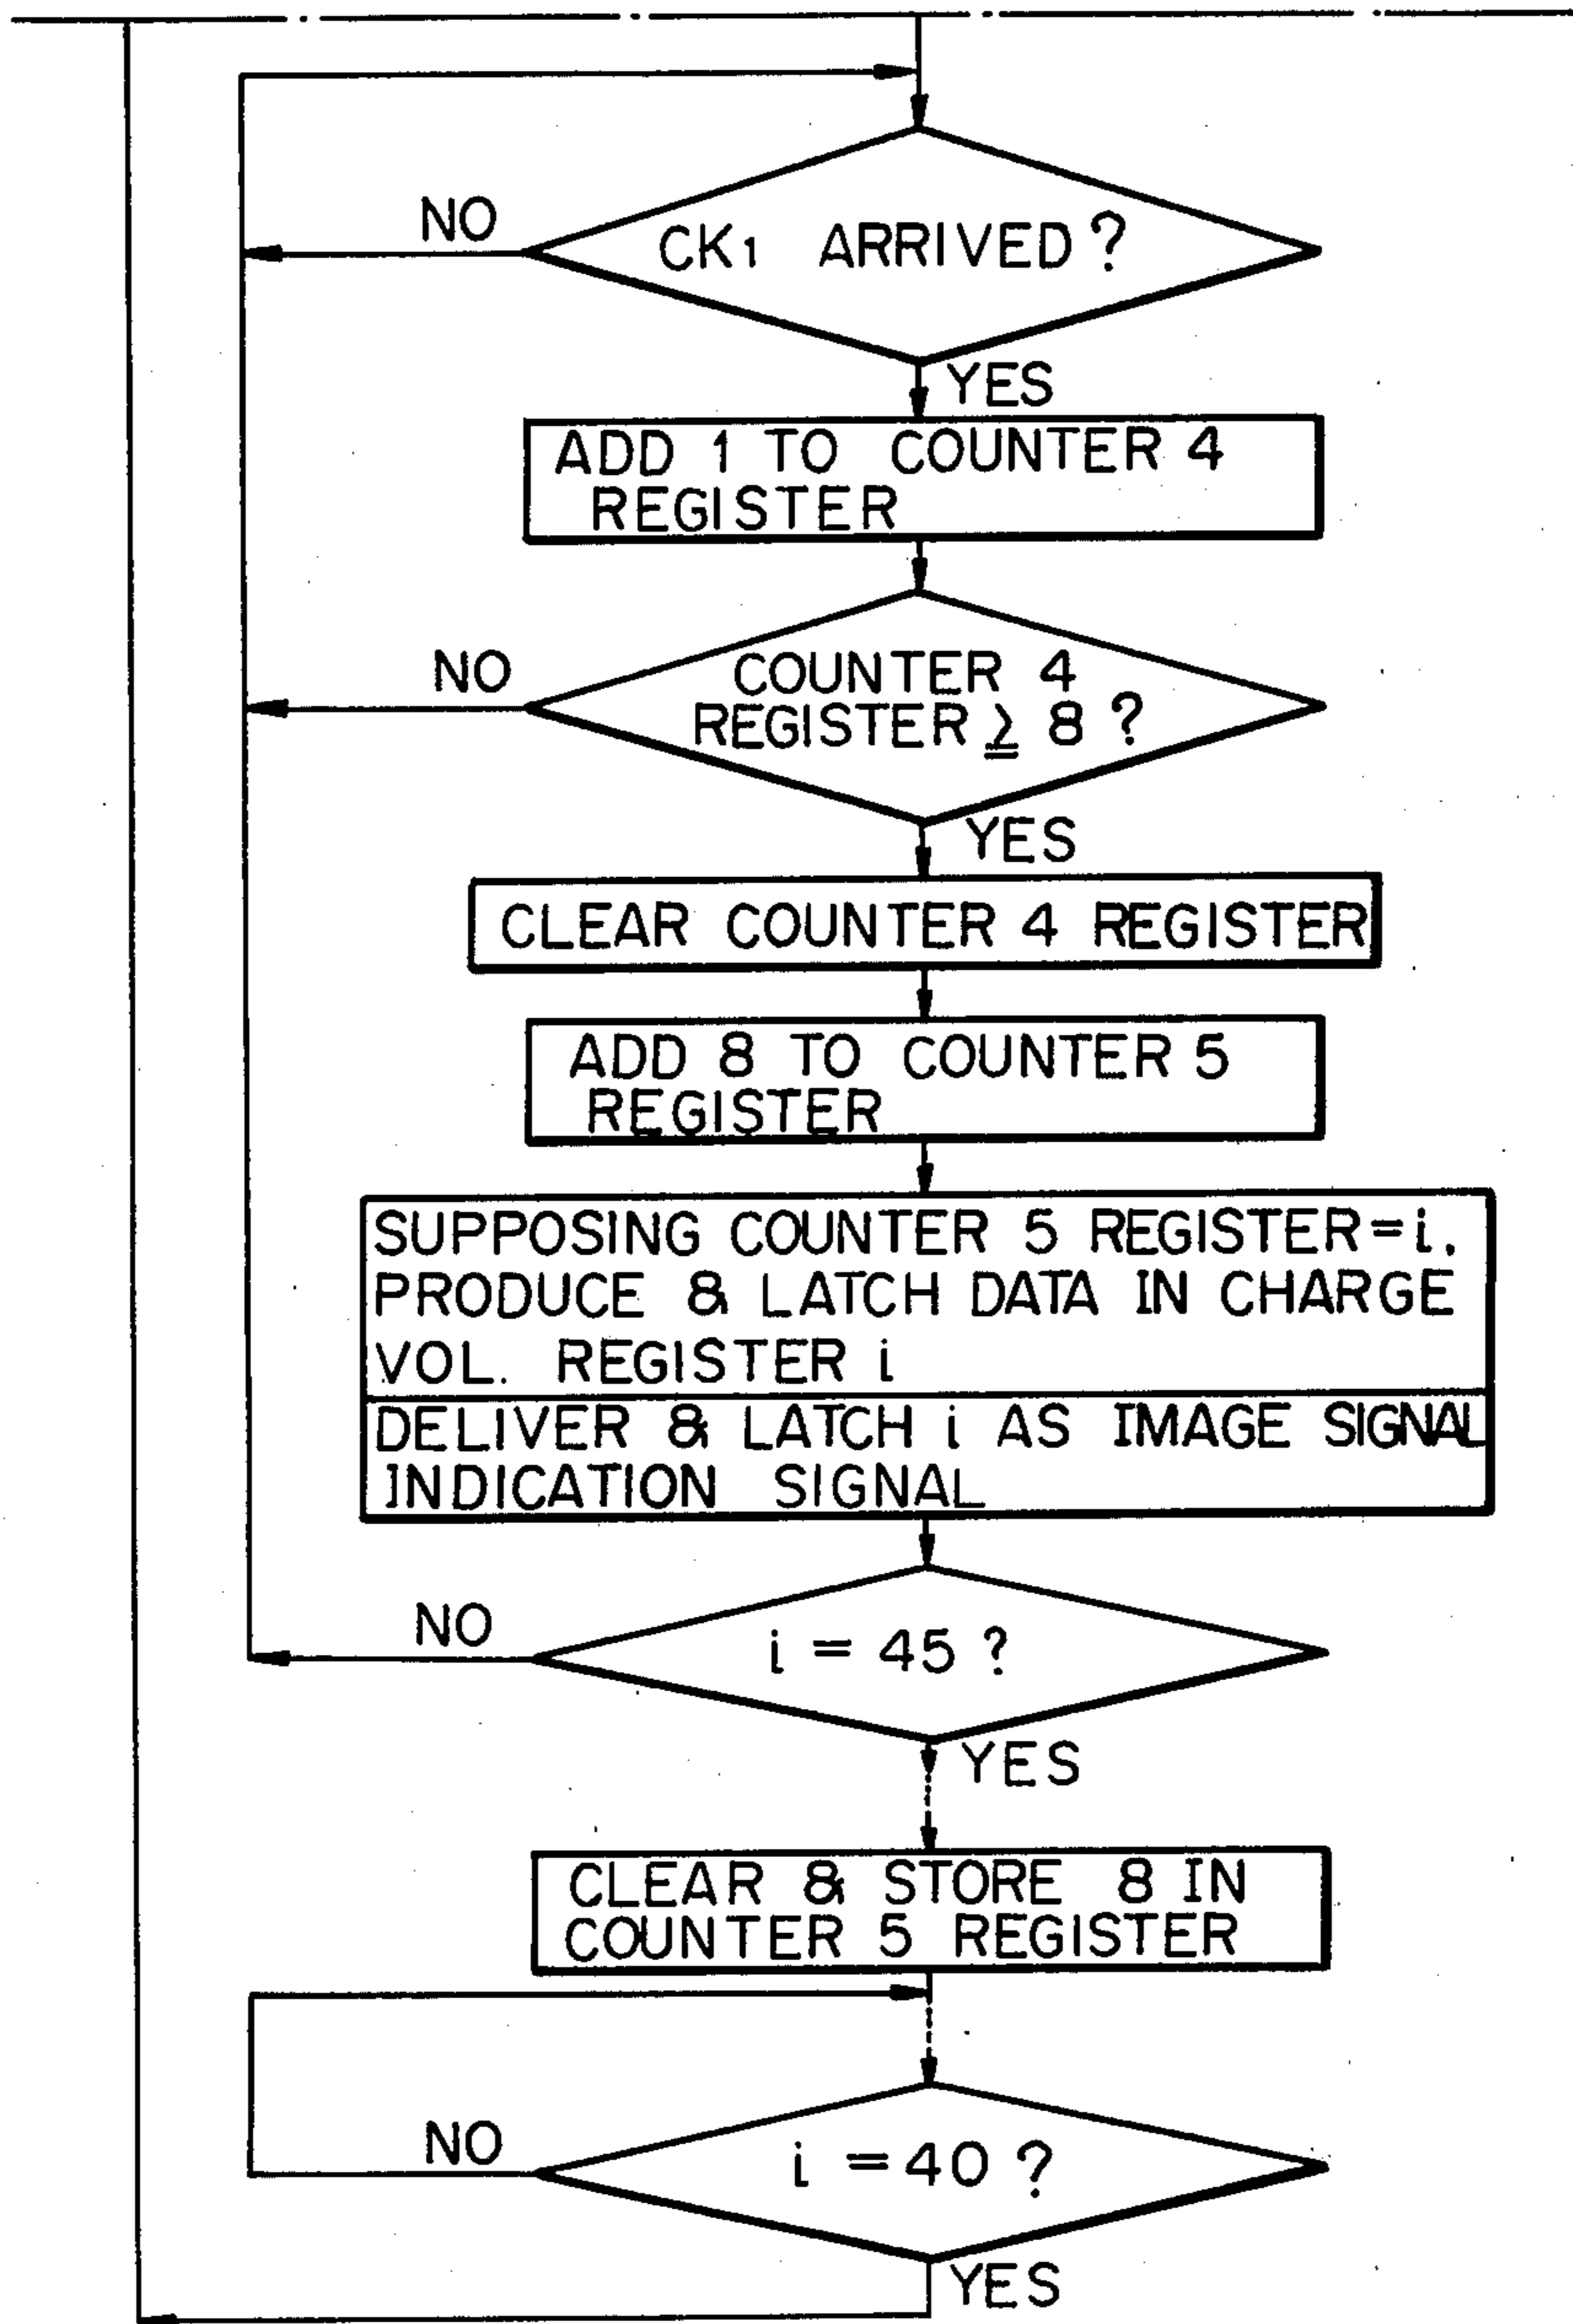 NO
CK1 ARRIVED?
YES
ADD 1 TO COUNTER 4
REGISTER
NO
COUNTER 4
REGISTER ≧ 8 ?
YES
CLEAR COUNTER 4 REGISTER
ADD 8 TO COUNTER 5
REGISTER
SUPPOSING COUNTER 5 REGISTER=i.
PRODUCE & LATCH DATA IN CHARGE
VOL. REGISTER i
DELIVER & LATCH i AS IMAGE SIGNAL
INDICATION SIGNAL
NO
i = 45 ?
YES
CLEAR & STORE 8 IN
COUNTER 5 REGISTER
NO
i = 40 ?
YES